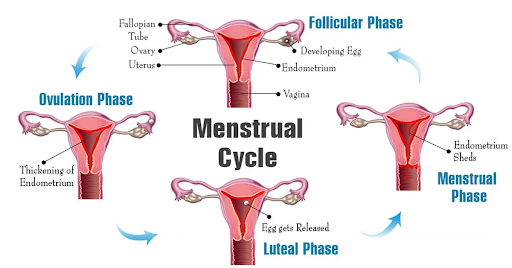 Follicular Phase
Fallopian
Tube
Ovary
Uterus
Developing Egg
Endometrium
Vagina
Ovulation Phase
Thickening of
Endometrium
Menstrual
Cycle
Endometrium
Sheds
Menstrual
Phase
Egg gets Released
Luteal Phase